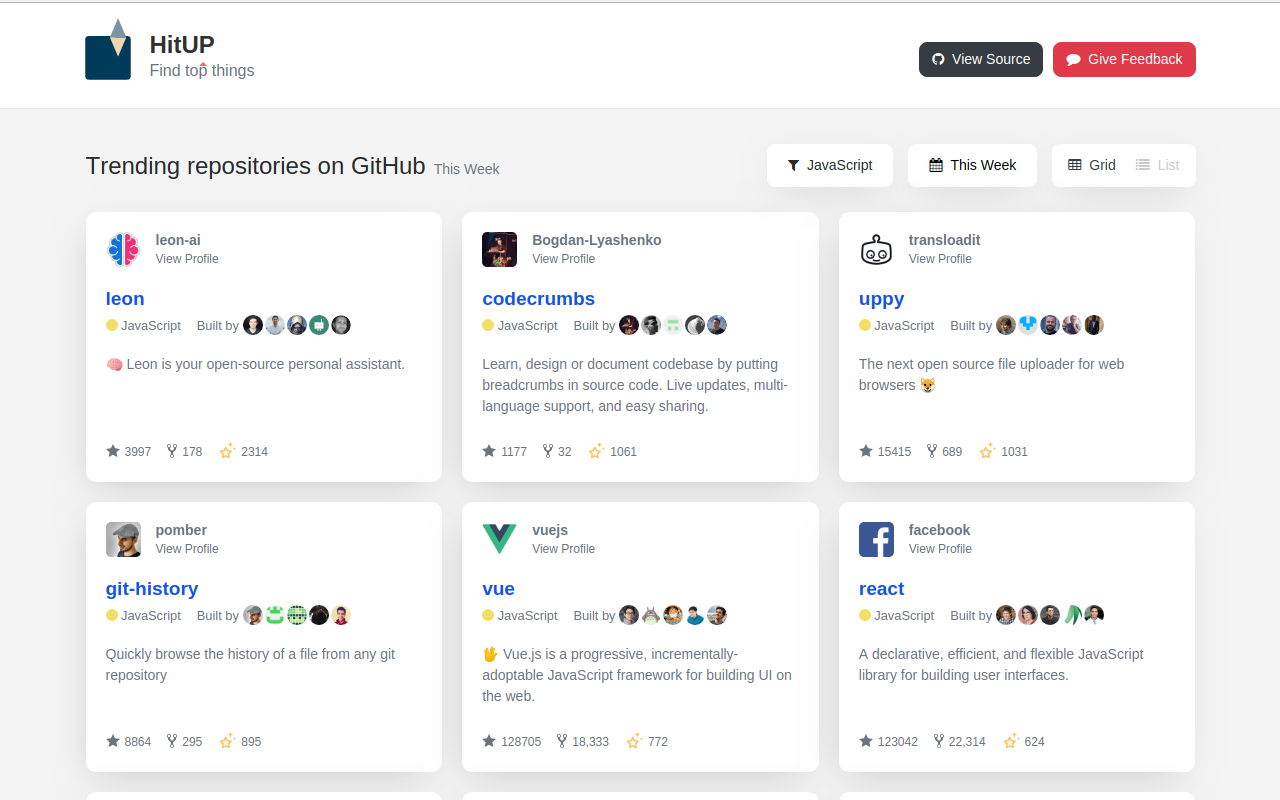 HitUP
Find top things
View Source
Give Feedback
Trending repositories on GitHub This Week
JavaScript
This Week
Grid
List
leon-ai
View Profile
leon
JavaScript Built by
🧠 Leon is your open-source personal assistant.
3997 178 2314
Bogdan-Lyashenko
View Profile
codecrumbs
JavaScript Built by
Learn, design or document codebase by putting
breadcrumbs in source code. Live updates, multi-
language support, and easy sharing.
1177 32 1061
transloadit
View Profile
uppy
JavaScript Built by
The next open source file uploader for web
browsers 🐶
15415 689 1031
pomber
View Profile
git-history
JavaScript Built by
Quickly browse the history of a file from any git
repository
8864 295 895
vuejs
View Profile
vue
JavaScript Built by
🖖 Vue.js is a progressive, incrementally-
adoptable JavaScript framework for building UI on
the web.
128705 18,333 772
facebook
View Profile
react
JavaScript Built by
A declarative, efficient, and flexible JavaScript
library for building user interfaces.
123042 22,314 624